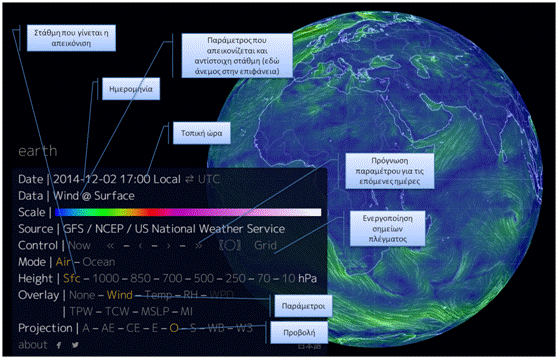 Στάθμη που γίνεται η
απεικόνιση
Παράμετρος που
απεικονίζεται και
αντίστοιχη στάθμη (εδώ
άνεμος στην επιφάνεια)
Ημερομηνία
Τοπική ώρα
earth
Πρόγνωση
παραμέτρου για τις
επόμενες ημέρες
Date | 2014-12-02 17:00 Local ⇄ UTC
Data | Wind @ Surface
Scale |
Source | GFS / NCEP / US National Weather Service
Ενεργοποίηση
σημείων
πλέγματος
Control | Now « – ‹ – › – » 〖〇〗 Grid
Mode | Air – Ocean
Height | Sfc – 1000 – 850 – 700 – 500 – 250 – 70 – 10 hPa
Overlay | None – Wind – Temp – RH – WPD
| TPW – TCW – MSLP – MI
Παράμετροι
Projection | A – AE – CE – E – O – S – WB – W3
Προβολή
about f 日本語